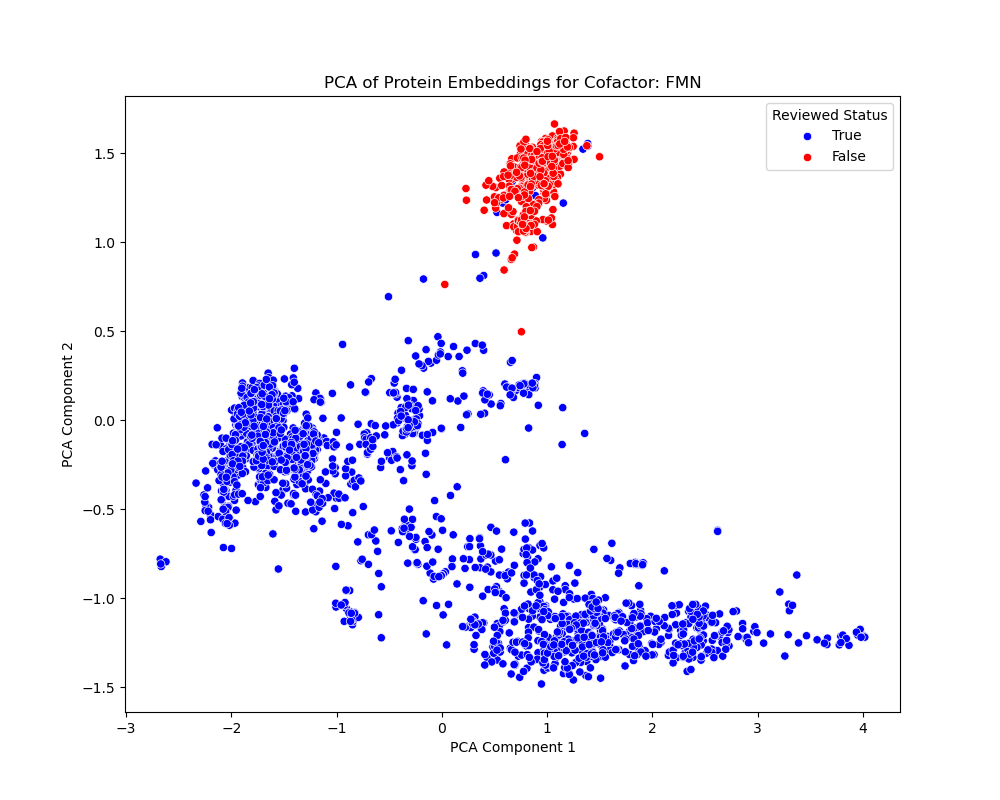 PCA of Protein Embeddings for Cofactor: FMN
Reviewed Status
True
False
PCA Component 2
1.5
1.0
0.5
0.0
−0.5
−1.0
−1.5
−3 −2 −1 0 1 2 3 4
PCA Component 1